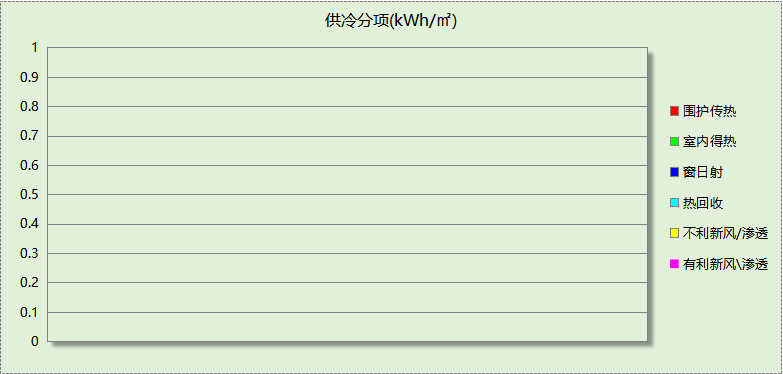 供冷分项(kWh/㎡)
1
0.9
0.8
0.7
0.6
0.5
0.4
0.3
0.2
0.1
0
围护传热
室内得热
窗日射
热回收
不利新风/渗透
有利新风\渗透